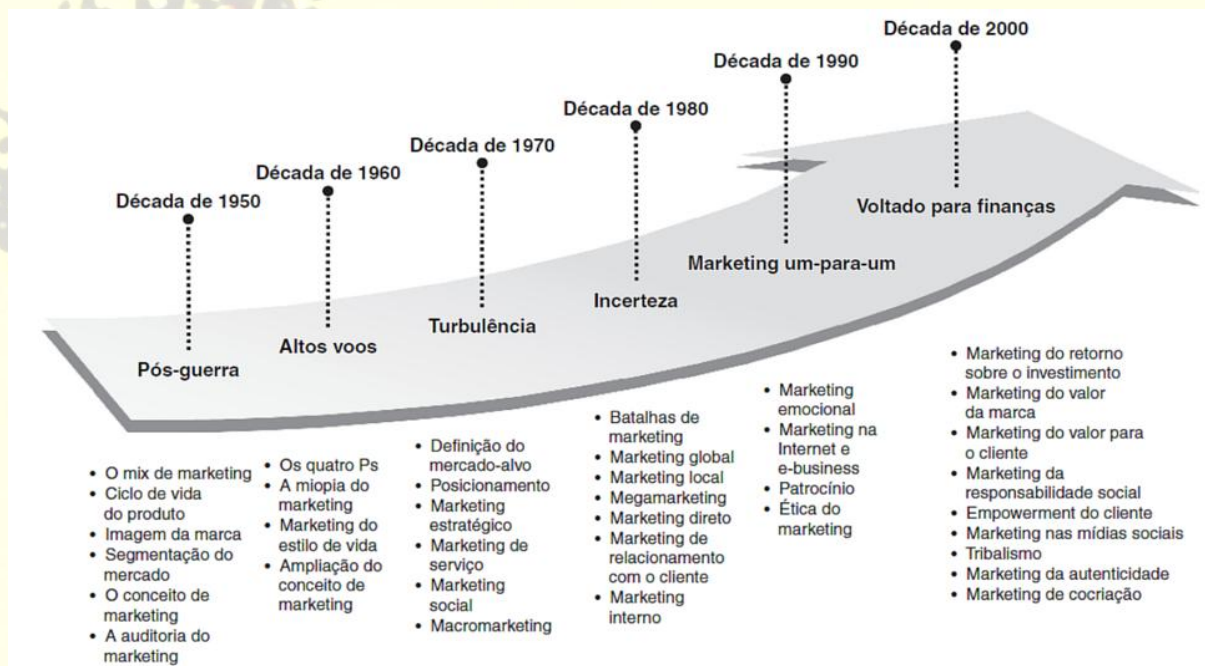 Década de 1950
Pós-guerra
• O mix de marketing
• Ciclo de vida
do produto
• Imagem da marca
• Segmentação do
mercado
• O conceito de
marketing
• A auditoria do
marketing
Década de 1960
Altos voos
• Os quatro Ps
• A miopia do
marketing
• Marketing do
estilo de vida
• Ampliação do
conceito de
marketing
Década de 1970
Turbulência
• Definição do
mercado-alvo
• Posicionamento
• Marketing
estratégico
• Marketing de
serviço
• Marketing
social
• Macromarketing
Década de 1980
Incerteza
• Batalhas de
marketing
• Marketing global
• Marketing local
• Megamarketing
• Marketing direto
• Marketing de
relacionamento
com o cliente
• Marketing
interno
Década de 1990
Marketing um-para-um
• Marketing
emocional
• Marketing na
Internet e
e-business
• Patrocínio
• Ética do
marketing
Década de 2000
Voltado para finanças
• Marketing do retorno
sobre o investimento
• Marketing do valor
da marca
• Marketing do valor para
o cliente
• Marketing da
responsabilidade social
• Empowerment do cliente
• Marketing nas mídias sociais
• Tribalismo
• Marketing da autenticidade
• Marketing de cocriação